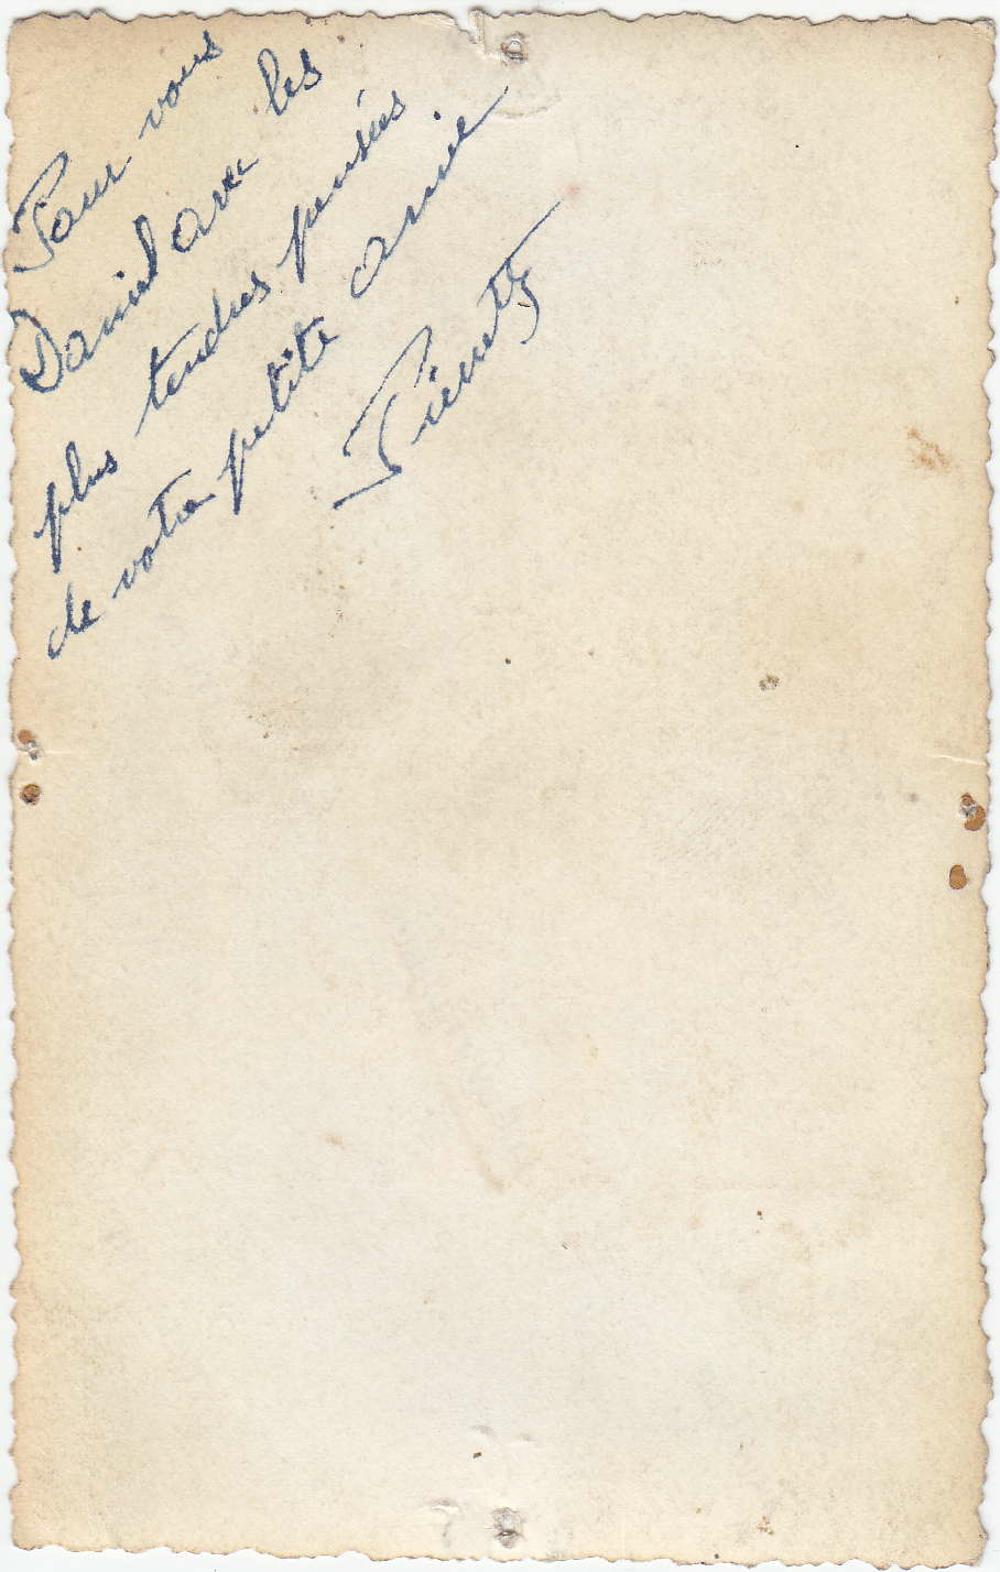 Pour vous
Daniel avec les
plus tendres pensées
de votre petite amie
Pierrette